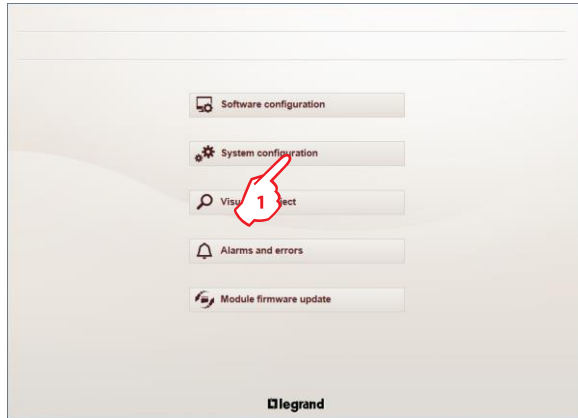 Software configuration
System configuration
1
Alarms and errors
Module firmware update
legrand